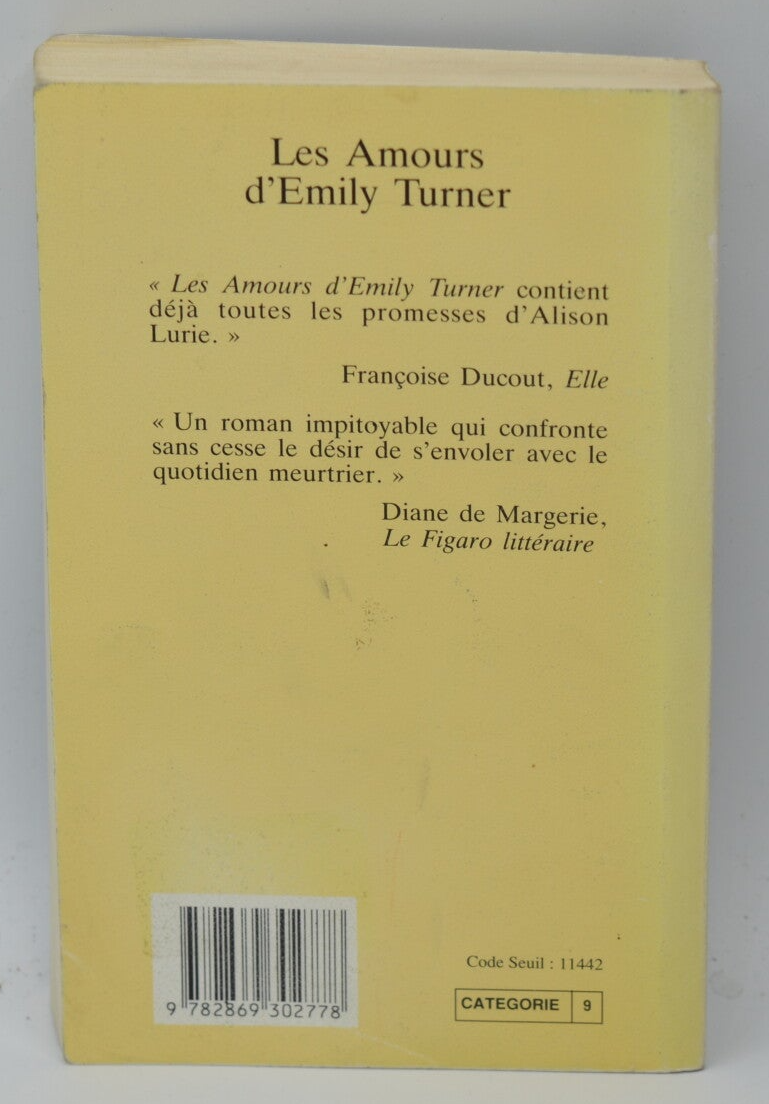 Les Amours
d'Emily Turner
« Les Amours d'Emily Turner contient
déjà toutes les promesses d'Alison
Lurie. »
Françoise Ducout, Elle
« Un roman impitoyable qui confronte
sans cesse le désir de s'envoler avec le
quotidien meurtrier. »
Diane de Margerie,
Le Figaro littéraire
Code Seuil : 11442
CATEGORIE 9
9 782869 302778